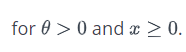 for θ > 0 and x ≥ 0.